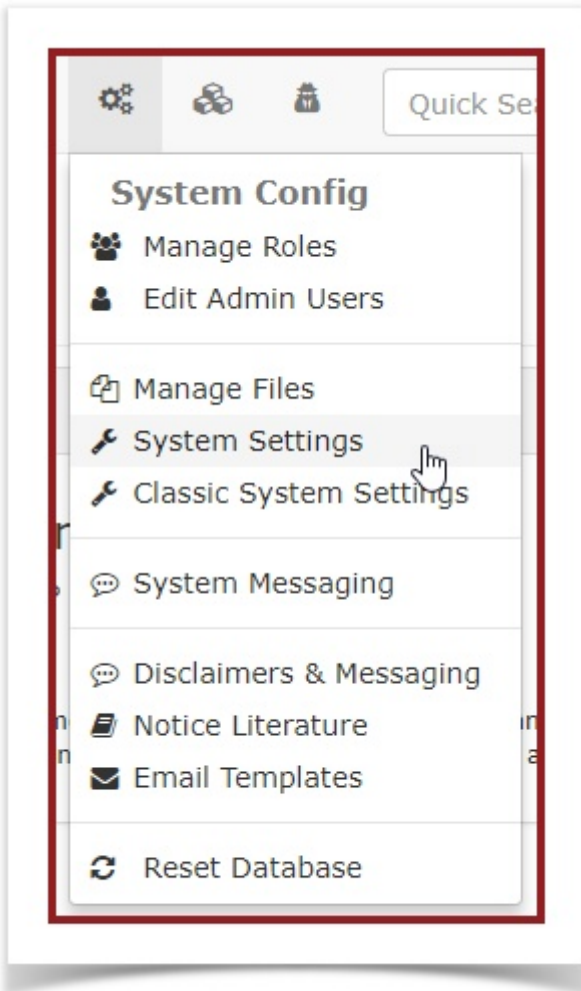 Quick Se
System Config
Manage Roles
Edit Admin Users
Manage Files
System Settings
Classic System Settings
System Messaging
Disclaimers & Messaging
Notice Literature
Email Templates
Reset Database